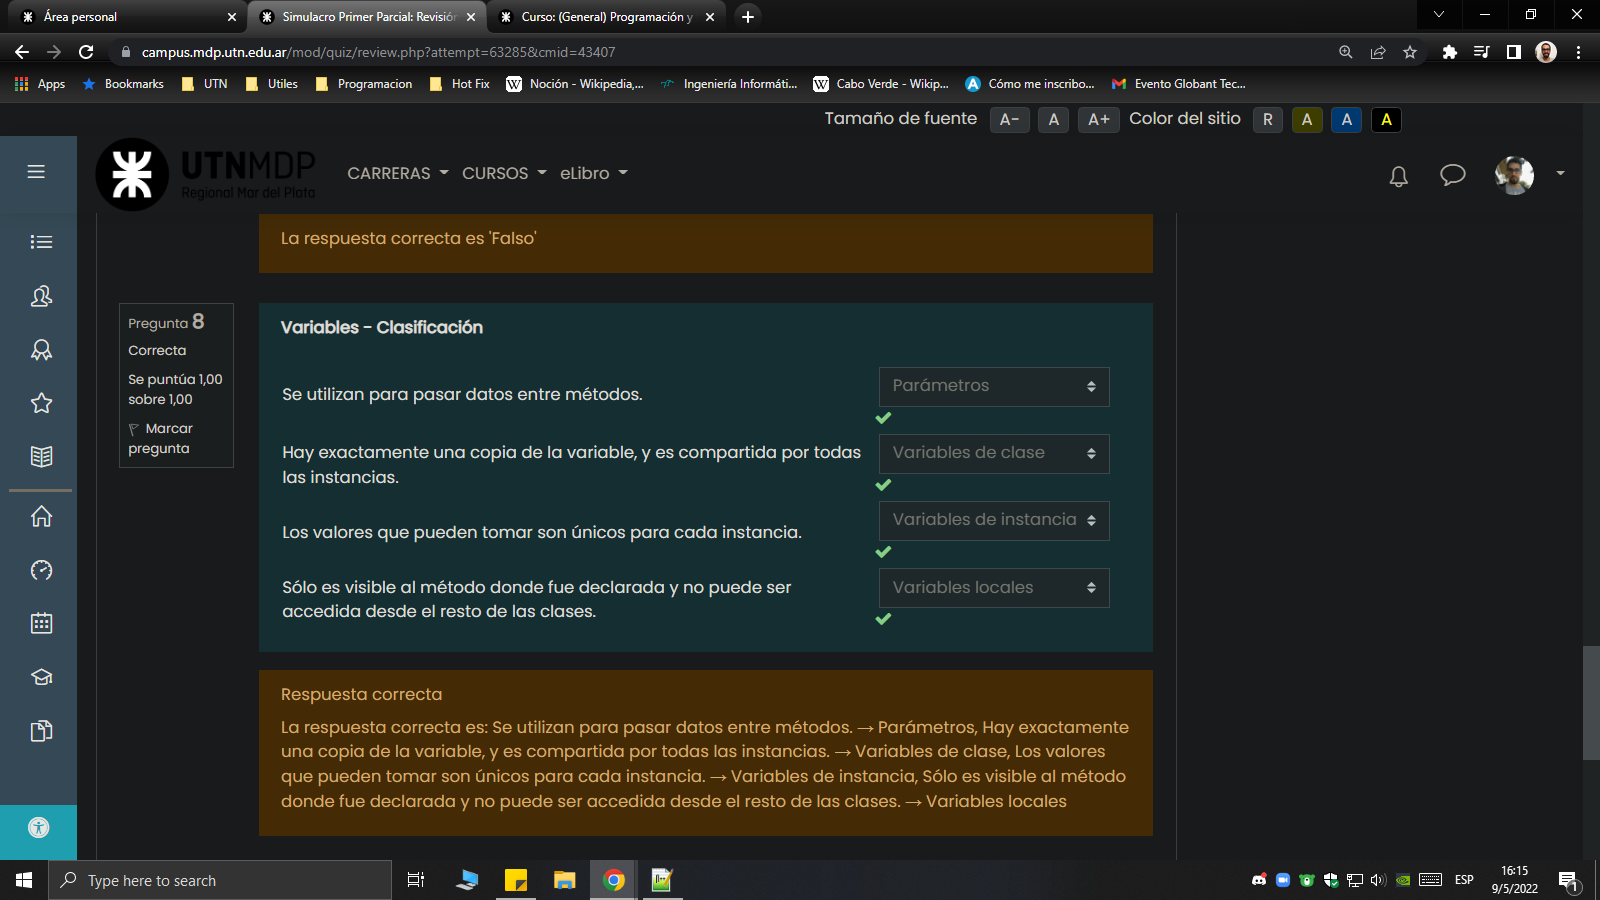 Área personal
Simulacro Primer Parcial: Revisión
Curso: (General) Programación y
campus.mdp.utn.edu.ar/mod/quiz/review.php?attempt=63285&cmid=43407
Apps
Bookmarks
UTN
Utiles
Programacion
Hot Fix
Noción - Wikipedia,...
Ingeniería Informáti...
Cabo Verde - Wikip...
Cómo me inscribo...
Evento Globant Tec...
Tamaño de fuente
A-
A
A+
Color del sitio
R
A
A
A
UTNMDP
Regional Mar del Plata
CARRERAS
CURSOS
eLibro
La respuesta correcta es 'Falso'
Pregunta 8
Correcta
Se puntúa 1,00
sobre 1,00
Marcar
pregunta
Variables - Clasificación
Se utilizan para pasar datos entre métodos.
Parámetros
Hay exactamente una copia de la variable, y es compartida por todas
las instancias.
Variables de clase
Los valores que pueden tomar son únicos para cada instancia.
Variables de instancia
Sólo es visible al método donde fue declarada y no puede ser
accedida desde el resto de las clases.
Variables locales
Respuesta correcta
La respuesta correcta es: Se utilizan para pasar datos entre métodos. → Parámetros, Hay exactamente
una copia de la variable, y es compartida por todas las instancias. → Variables de clase, Los valores
que pueden tomar son únicos para cada instancia. → Variables de instancia, Sólo es visible al método
donde fue declarada y no puede ser accedida desde el resto de las clases. → Variables locales
Type here to search
ESP
16:15
9/5/2022
1